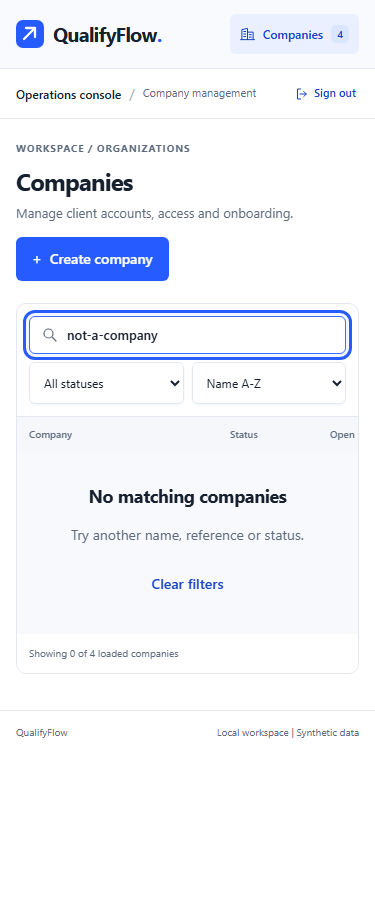 QualifyFlow.
Companies 4
Operations console / Company management
Sign out
WORKSPACE / ORGANIZATIONS
Companies
Manage client accounts, access and onboarding.
+ Create company
not-a-company
All statuses
Name A-Z
Company Status Open
No matching companies
Try another name, reference or status.
Clear filters
Showing 0 of 4 loaded companies
QualifyFlow
Local workspace | Synthetic data